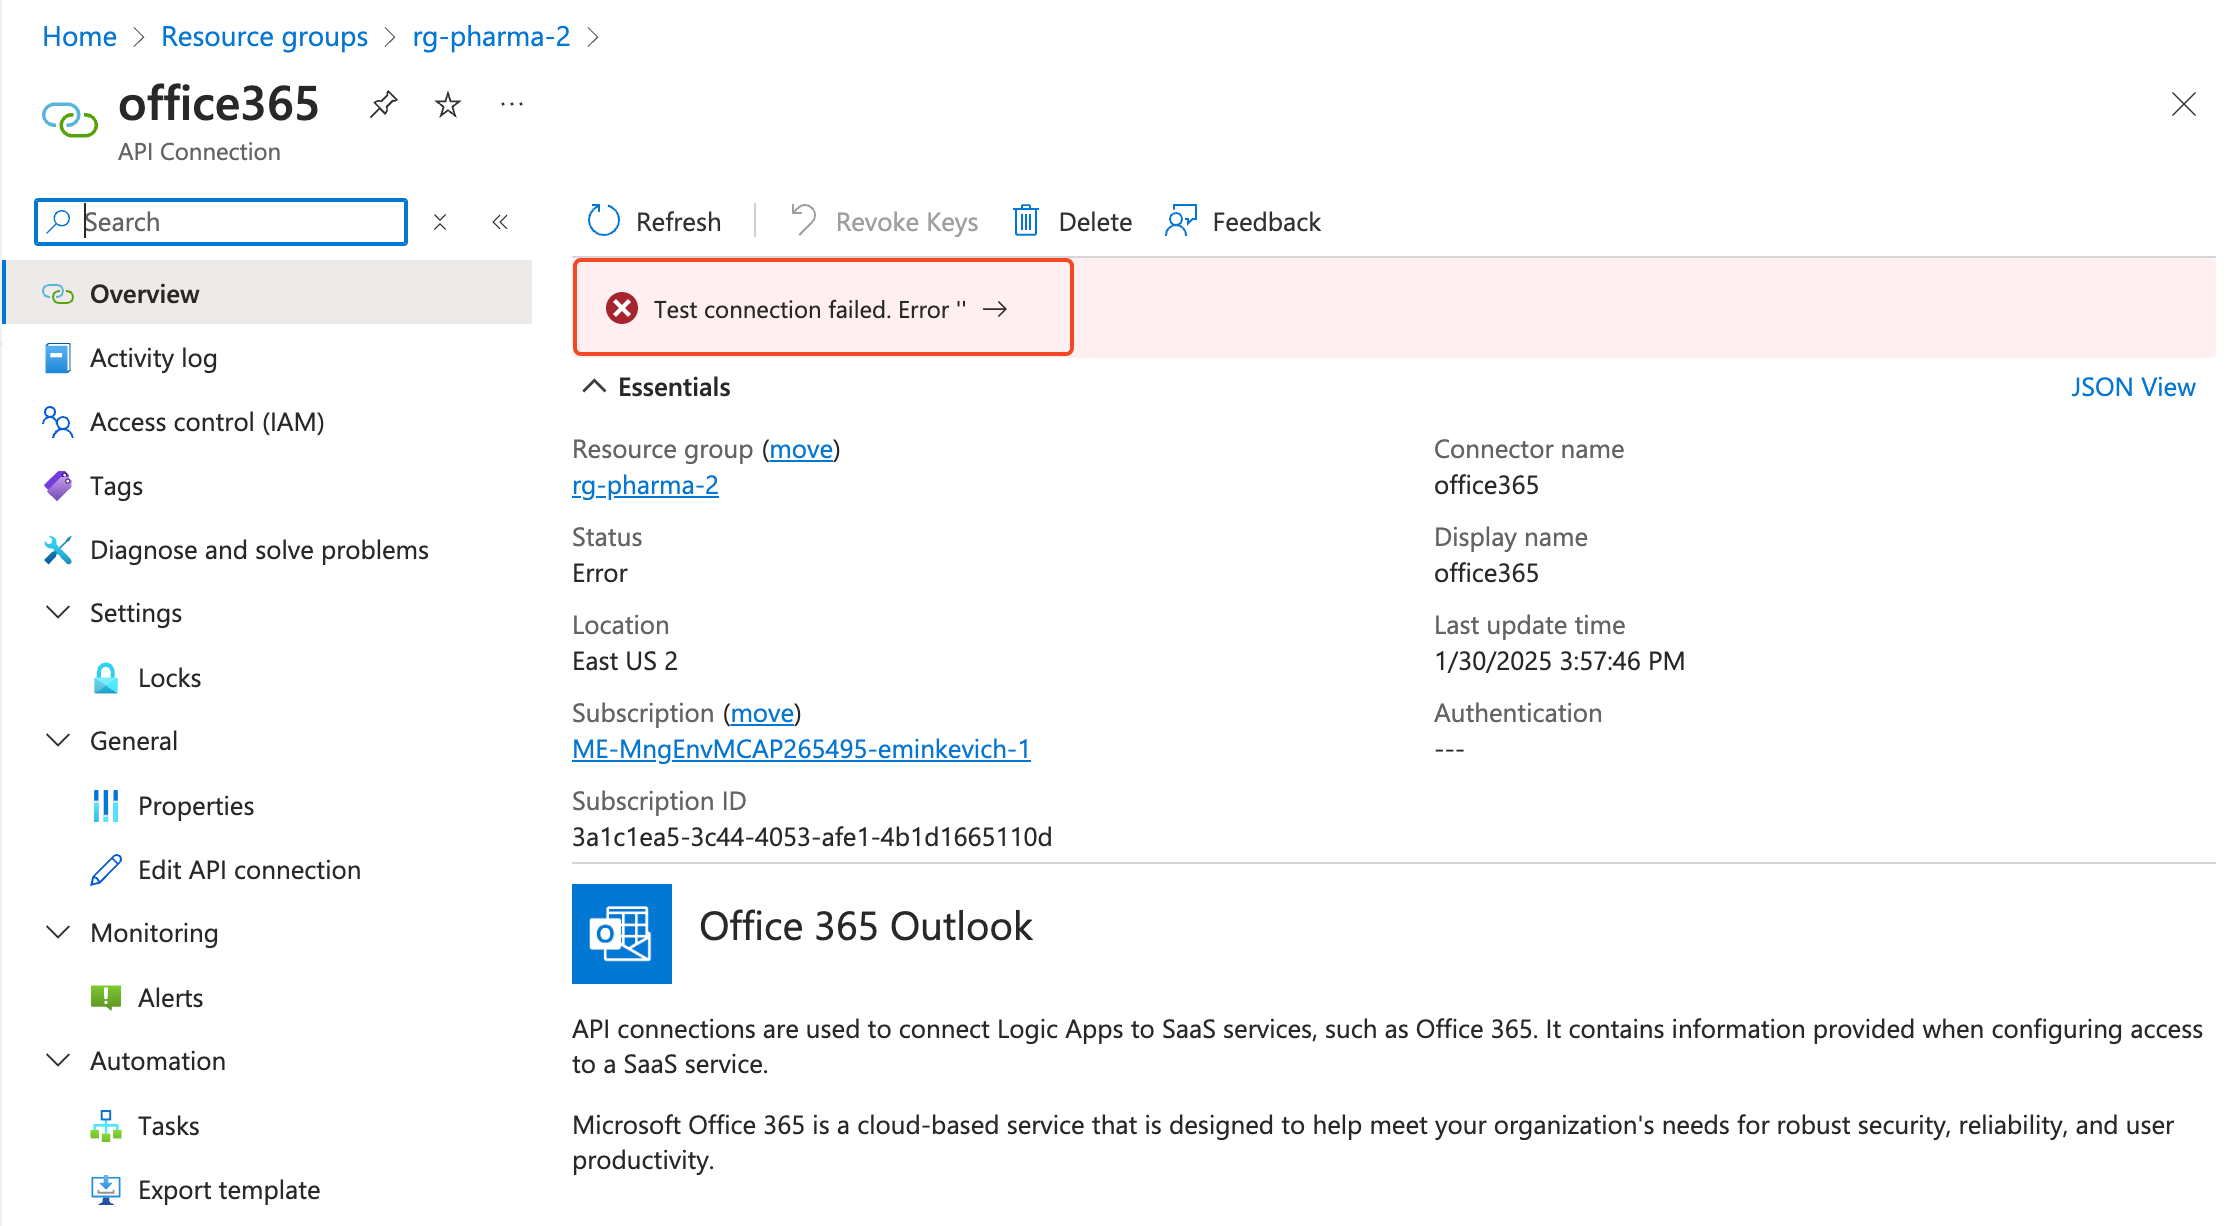 Home > Resource groups > rg-pharma-2 >
office365
API Connection
Search
Refresh
Revoke Keys
Delete
Feedback
Overview
Activity log
Access control (IAM)
Tags
Diagnose and solve problems
Settings
Locks
General
Properties
Edit API connection
Monitoring
Alerts
Automation
Tasks
Export template
Test connection failed. Error '' →
Essentials
JSON View
Resource group (move)
rg-pharma-2
Status
Error
Location
East US 2
Subscription (move)
ME-MngEnvMCAP265495-eminkevich-1
Subscription ID
3a1c1ea5-3c44-4053-afe1-4b1d1665110d
Connector name
office365
Display name
office365
Last update time
1/30/2025 3:57:46 PM
Authentication
---
Office 365 Outlook
API connections are used to connect Logic Apps to SaaS services, such as Office 365. It contains information provided when configuring access
to a SaaS service.
Microsoft Office 365 is a cloud-based service that is designed to help meet your organization's needs for robust security, reliability, and user
productivity.